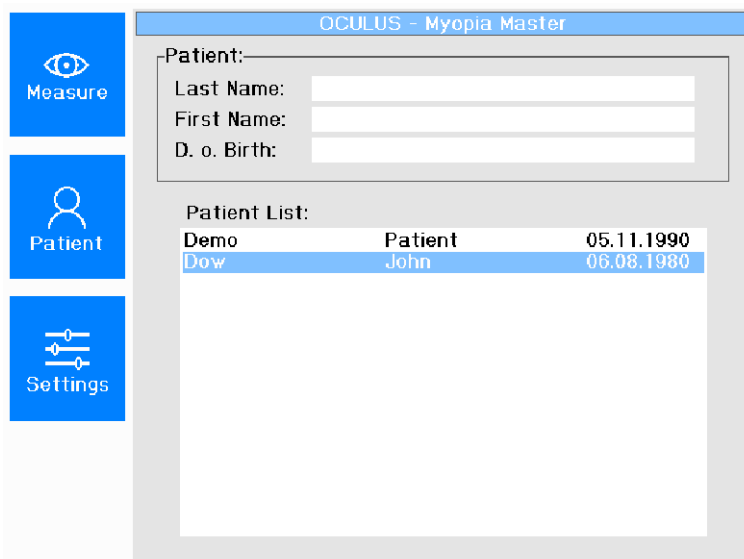 OCULUS - Myopia Master
Measure
Patient
Settings
Patient:
Last Name:
First Name:
D. o. Birth:
Patient List:
Demo Patient 05.11.1990
Dow John 06.08.1980